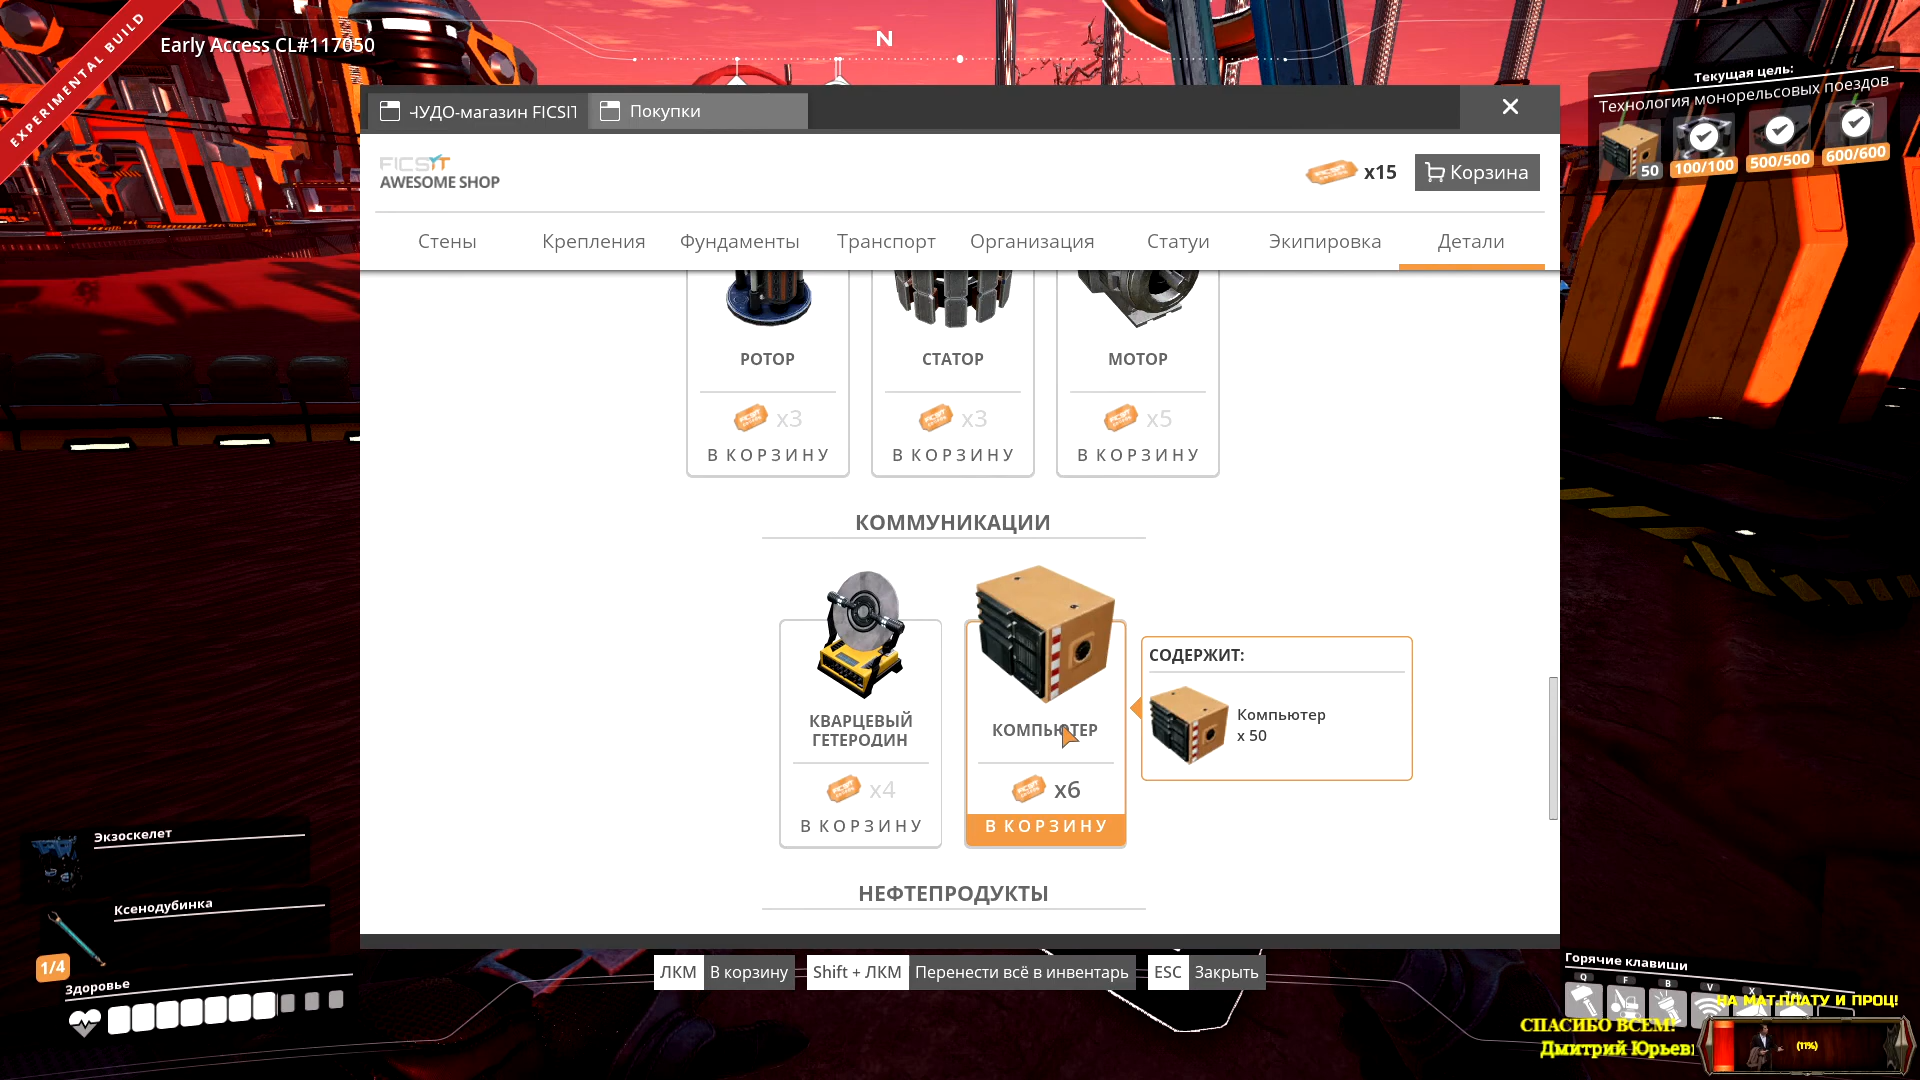 EXPERIMENTAL BUILD
Early Access CL#117050
N
Текущая цель:
Технология монорельсовых поездов
50
100/100
500/500
600/600
ЧУДО-магазин FICSIT
Покупки
FICSIT
AWESOME SHOP
x15
Корзина
Стены
Крепления
Фундаменты
Транспорт
Организация
Статуи
Экипировка
Детали
РОТОР
x3
В КОРЗИНУ
СТАТОР
x3
В КОРЗИНУ
МОТОР
x5
В КОРЗИНУ
КОММУНИКАЦИИ
КВАРЦЕВЫЙ
ГЕТЕРОДИН
x4
В КОРЗИНУ
КОМПЬЮТЕР
x6
В КОРЗИНУ
СОДЕРЖИТ:
Компьютер
x 50
НЕФТЕПРОДУКТЫ
Экзоскелет
Ксенодубинка
1/4
Здоровье
ЛКМ
В корзину
Shift + ЛКМ
Перенести всё в инвентарь
ESC
Закрыть
Горячие клавиши
Q
F
B
V
X
НА МАТ.ПЛАТУ И ПРОЦ!
СПАСИБО ВСЕМ!
Дмитрий Юрьев
(11%)